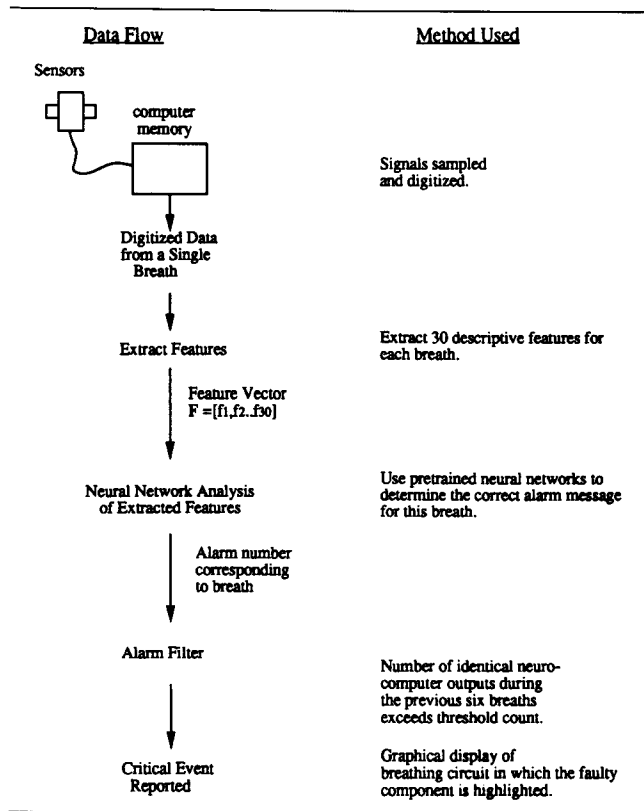 Data Flow
Method Used
Sensors
computer
memory
Signals sampled
and digitized.
Digitized Data
from a Single
Breath
Extract Features
Extract 30 descriptive features for
each breath.
Feature Vector
F =[f1,f2..f30]
Neural Network Analysis
of Extracted Features
Use pretrained neural networks to
determine the correct alarm message
for this breath.
Alarm number
corresponding
to breath
Alarm Filter
Number of identical neuro-
computer outputs during
the previous six breaths
exceeds threshold count.
Critical Event
Reported
Graphical display of
breathing circuit in which the faulty
component is highlighted.